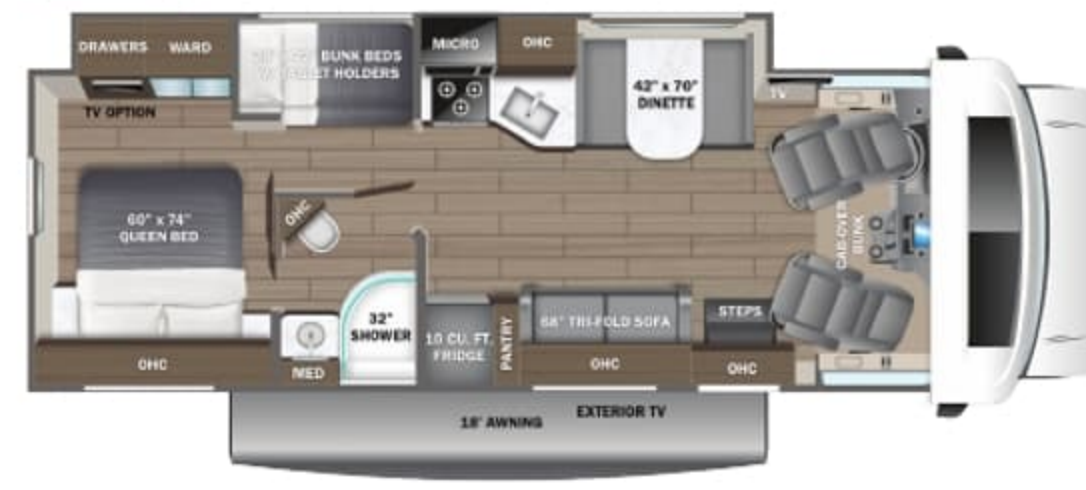 DRAWERS WARD
BUNK BEDS
TABLET HOLDERS
MICRO
OHC
42" x 70"
DINETTE
TV
TV OPTION
60" x 74"
QUEEN BED
OHC
CAB-OVER
BUNK
32"
SHOWER
10 CU. FT.
FRIDGE
PANTRY
68" TRI-FOLD SOFA
STEPS
OHC
MED
OHC
OHC
18' AWNING
EXTERIOR TV